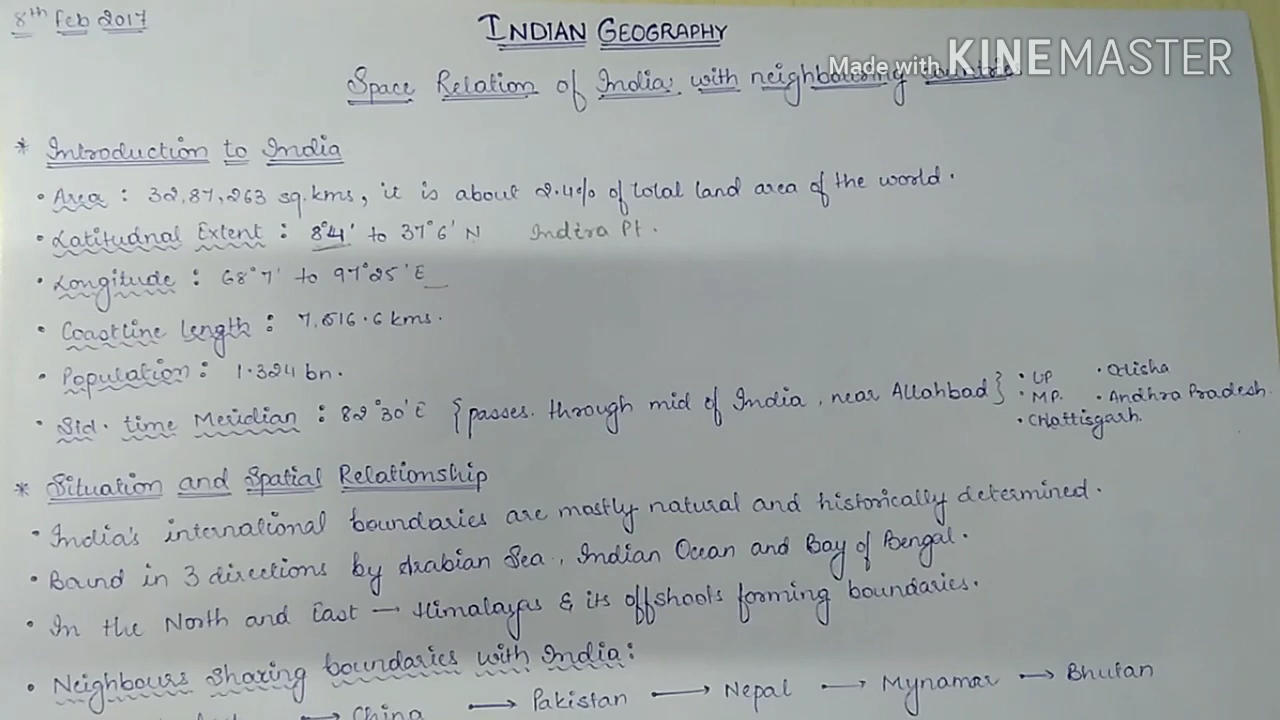 8th Feb 2017
INDIAN GEOGRAPHY
Made with KINEMASTER
Space Relation of India with neighbouring
* Introduction to India
• Area : 32,87,263 sq.kms, it is about 2.4% of total land area of the world.
• Latitudnal Extent : 8°4' to 37°6' N Indira Pt.
• Longitude : 68°7' to 97°25' E
• Coastline length : 7,516.6 kms.
• Population : 1.324 bn.
• Std. time Meridian : 82°30' E {passes through mid of India, near Allahbad} • UP • Odisha
• MP. • Andhra Pradesh.
• Chattisgarh.
* Situation and Spatial Relationship
• India's international boundaries are mostly natural and historically determined.
• Bound in 3 directions by Arabian Sea, Indian Ocean and Bay of Bengal.
• In the North and East — Himalayas & its offshoots forming boundaries.
• Neighbours sharing boundaries with India:
→ China → Pakistan → Nepal → Mynamar → Bhutan